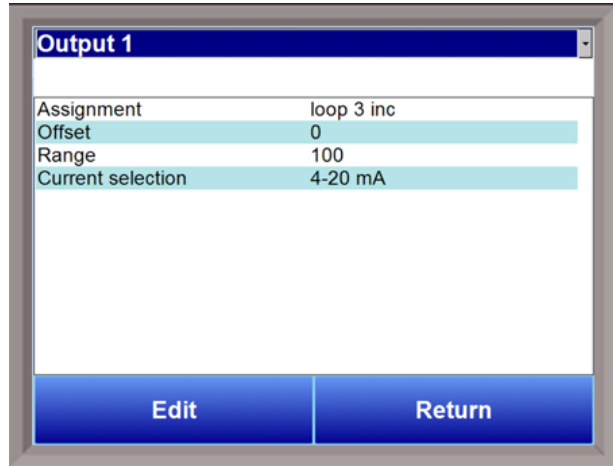 Output 1
Assignment loop 3 inc
Offset 0
Range 100
Current selection 4-20 mA
Edit Return